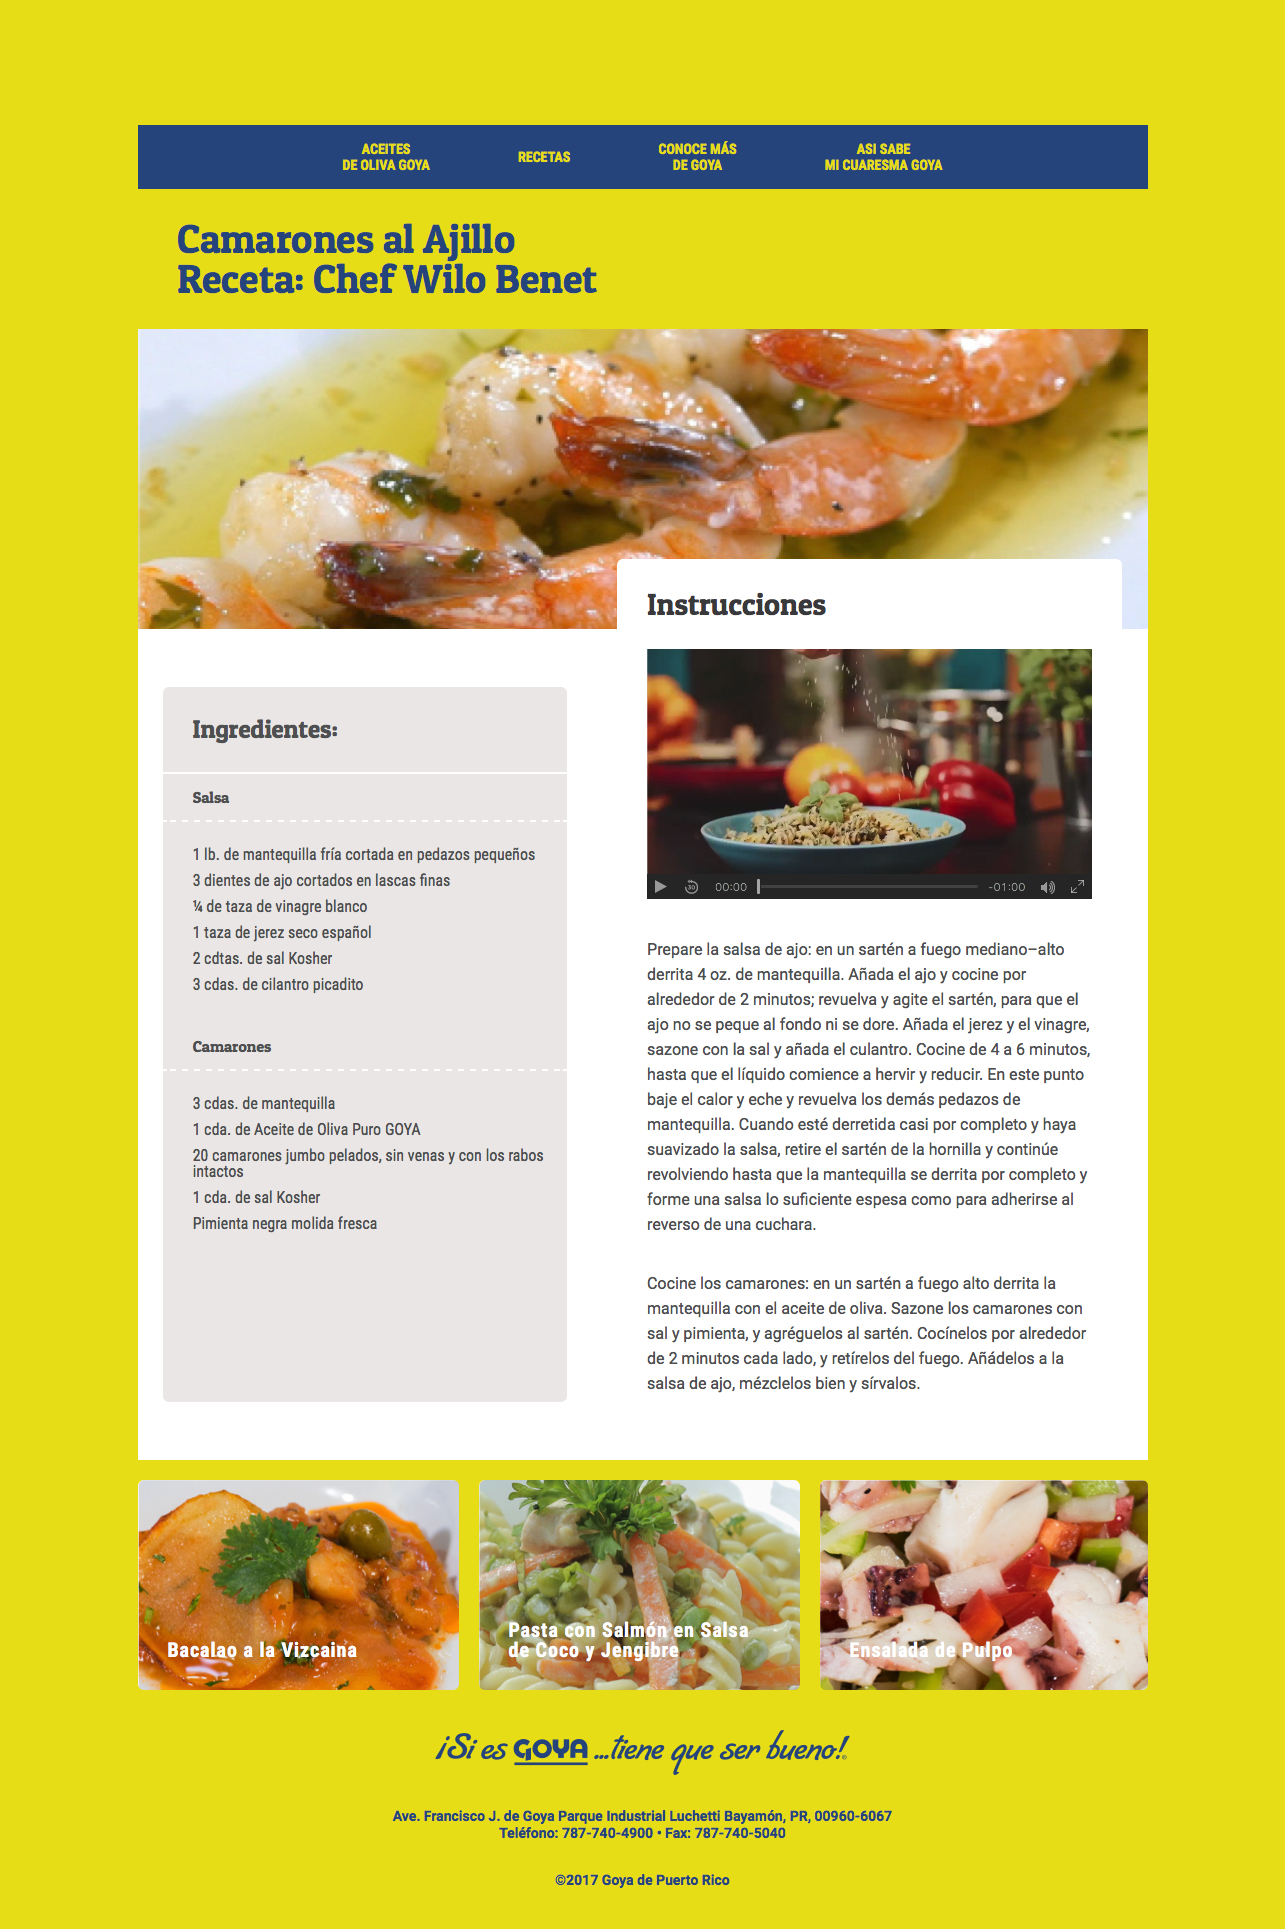 ACEITES
DE OLIVA GOYA
RECETAS
CONOCE MÁS
DE GOYA
ASI SABE
MI CUARESMA GOYA
Camarones al Ajillo
Receta: Chef Wilo Benet
Instrucciones
Ingredientes:
Salsa
1 lb. de mantequilla fría cortada en pedazos pequeños
3 dientes de ajo cortados en lascas finas
¼ de taza de vinagre blanco
1 taza de jerez seco español
2 cdtas. de sal Kosher
3 cdas. de cilantro picadito
Camarones
3 cdas. de mantequilla
1 cda. de Aceite de Oliva Puro GOYA
20 camarones jumbo pelados, sin venas y con los rabos
intactos
1 cda. de sal Kosher
Pimienta negra molida fresca
30
00:00
-01:00
Prepare la salsa de ajo: en un sartén a fuego mediano–alto
derrita 4 oz. de mantequilla. Añada el ajo y cocine por
alrededor de 2 minutos; revuelva y agite el sartén, para que el
ajo no se peque al fondo ni se dore. Añada el jerez y el vinagre,
sazone con la sal y añada el culantro. Cocine de 4 a 6 minutos,
hasta que el líquido comience a hervir y reducir. En este punto
baje el calor y eche y revuelva los demás pedazos de
mantequilla. Cuando esté derretida casi por completo y haya
suavizado la salsa, retire el sartén de la hornilla y continúe
revolviendo hasta que la mantequilla se derrita por completo y
forme una salsa lo suficiente espesa como para adherirse al
reverso de una cuchara.
Cocine los camarones: en un sartén a fuego alto derrita la
mantequilla con el aceite de oliva. Sazone los camarones con
sal y pimienta, y agréguelos al sartén. Cocínelos por alrededor
de 2 minutos cada lado, y retírelos del fuego. Añádelos a la
salsa de ajo, mézclelos bien y sírvalos.
Bacalao a la Vizcaina
Pasta con Salmón en Salsa
de Coco y Jengibre
Ensalada de Pulpo
¡Si es GOYA ...tiene que ser bueno!®
Ave. Francisco J. de Goya Parque Industrial Luchetti Bayamón, PR, 00960-6067
Teléfono: 787-740-4900 • Fax: 787-740-5040
©2017 Goya de Puerto Rico